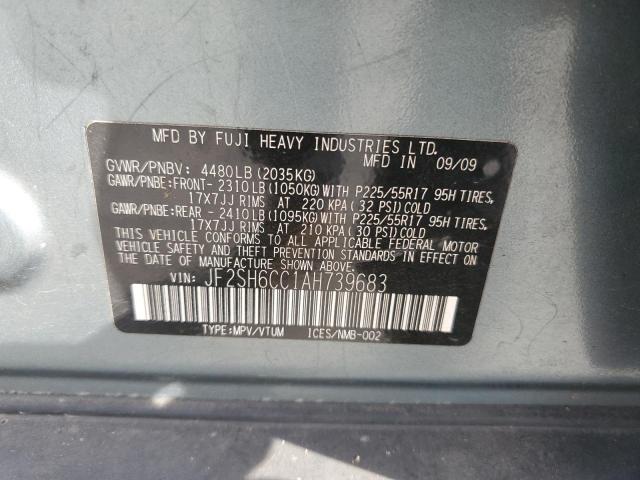 MFD BY FUJI HEAVY INDUSTRIES LTD.
MFD IN 09/09
GVWR/PNBV: 4480LB(2035KG)
GAWR/PNBE:FRONT- 2310LB(1050KG)WITH P225/55R17 95H TIRES,
17X7JJ RIMS AT 220 KPA(32 PSI)COLD
GAWR/PNBE:REAR - 2410LB(1095KG)WITH P225/55R17 95H TIRES,
17X7JJ RIMS AT 210 KPA(30 PSI)COLD
THIS VEHICLE CONFORMS TO ALL APPLICABLE FEDERAL MOTOR
VEHICLE SAFETY AND THEFT PREVENTION STANDARDS IN EFFECT ON
THE DATE OF MANUFACTURE SHOWN ABOVE.
VIN: JF2SH6CC1AH739683
TYPE:MPV/VTUM ICES/NMB-002